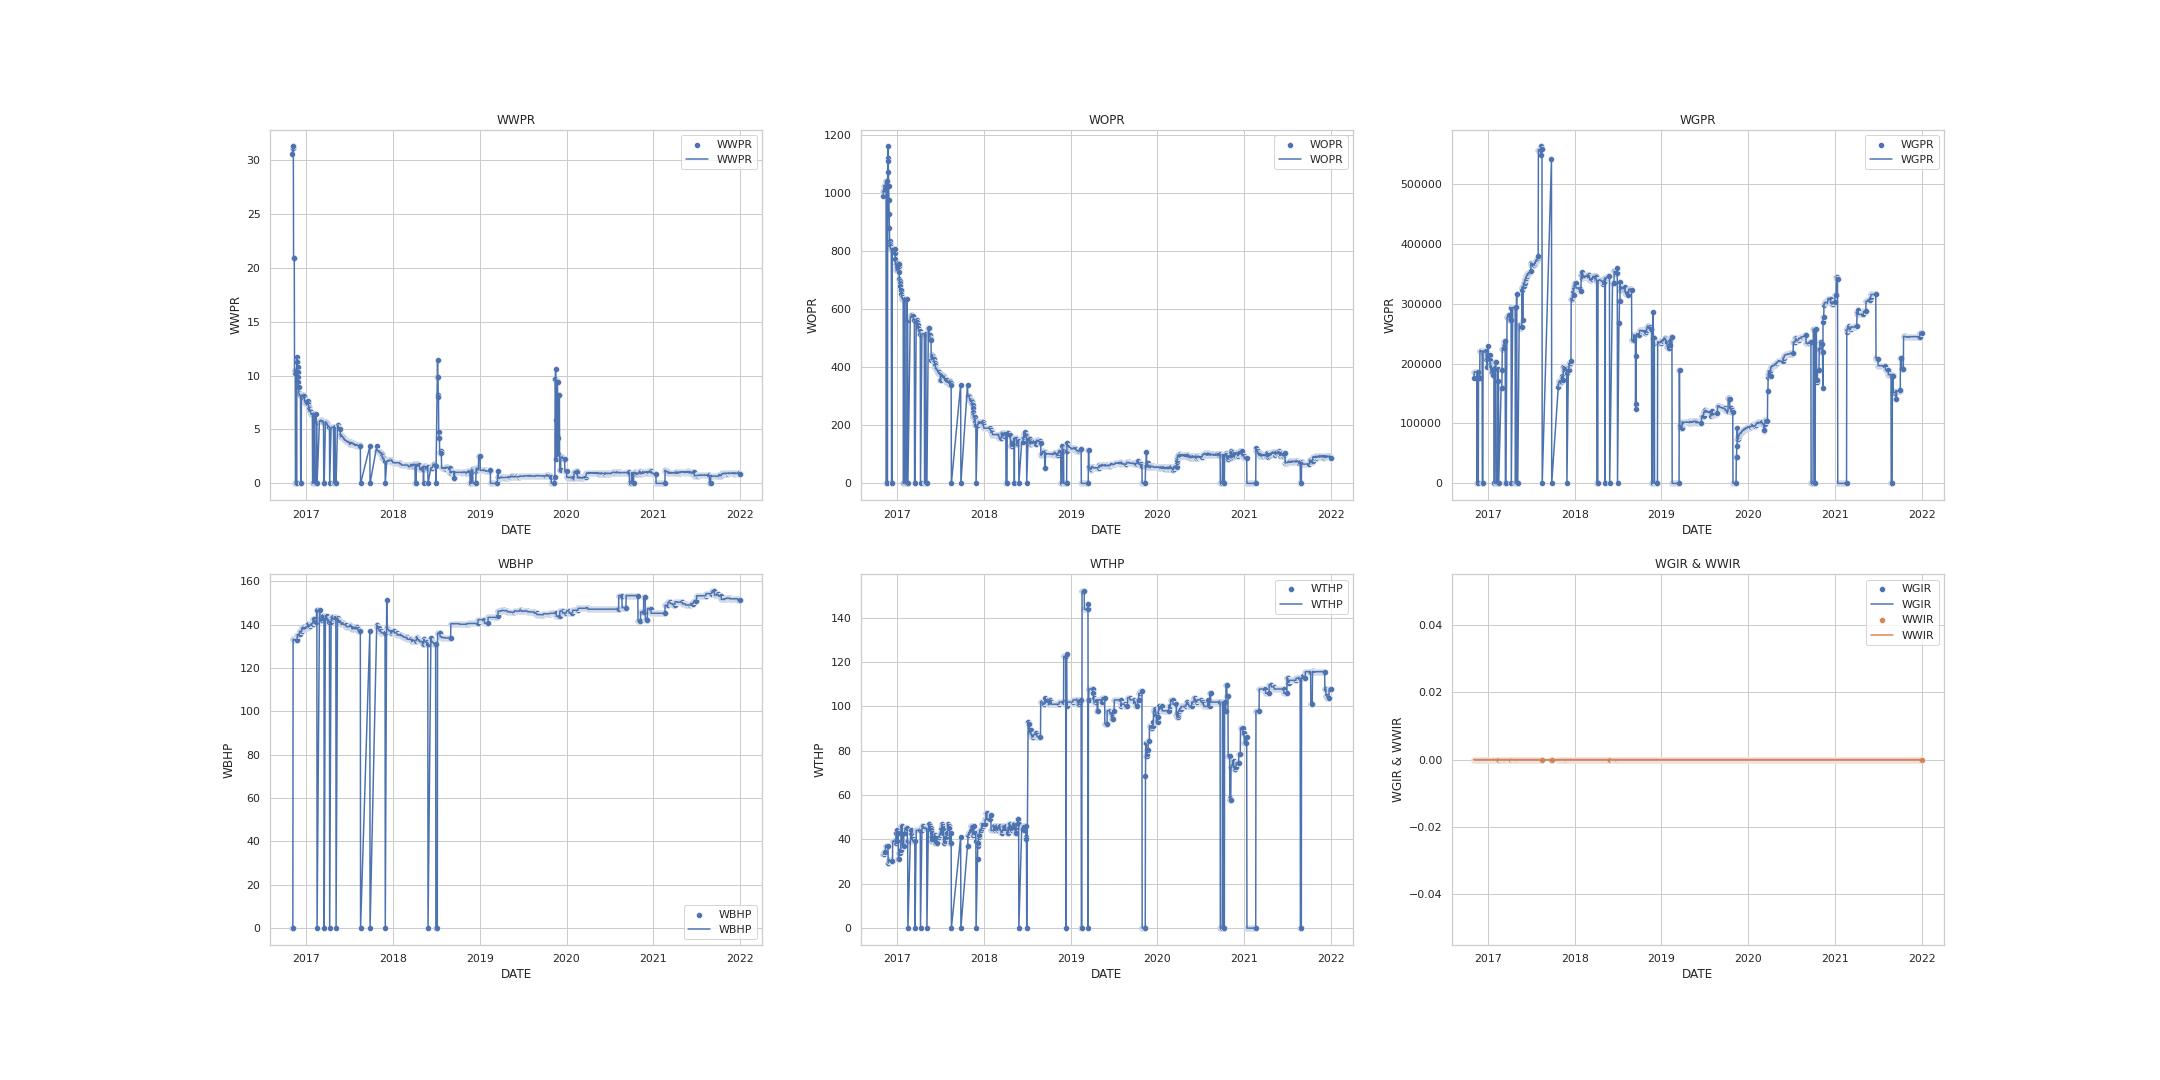 WWPR
30
25
20
15
10
5
0
WWPR
WWPR
WWPR
2017 2018 2019 2020 2021 2022
DATE
WOPR
1200
1000
800
600
400
200
0
WOPR
WOPR
WOPR
2017 2018 2019 2020 2021 2022
DATE
WGPR
500000
400000
300000
200000
100000
0
WGPR
WGPR
WGPR
2017 2018 2019 2020 2021 2022
DATE
WBHP
160
140
120
100
80
60
40
20
0
WBHP
WBHP
WBHP
2017 2018 2019 2020 2021 2022
DATE
WTHP
140
120
100
80
60
40
20
0
WTHP
WTHP
WTHP
2017 2018 2019 2020 2021 2022
DATE
WGIR & WWIR
0.04
0.02
0.00
−0.02
−0.04
WGIR & WWIR
WGIR
WGIR
WWIR
WWIR
2017 2018 2019 2020 2021 2022
DATE